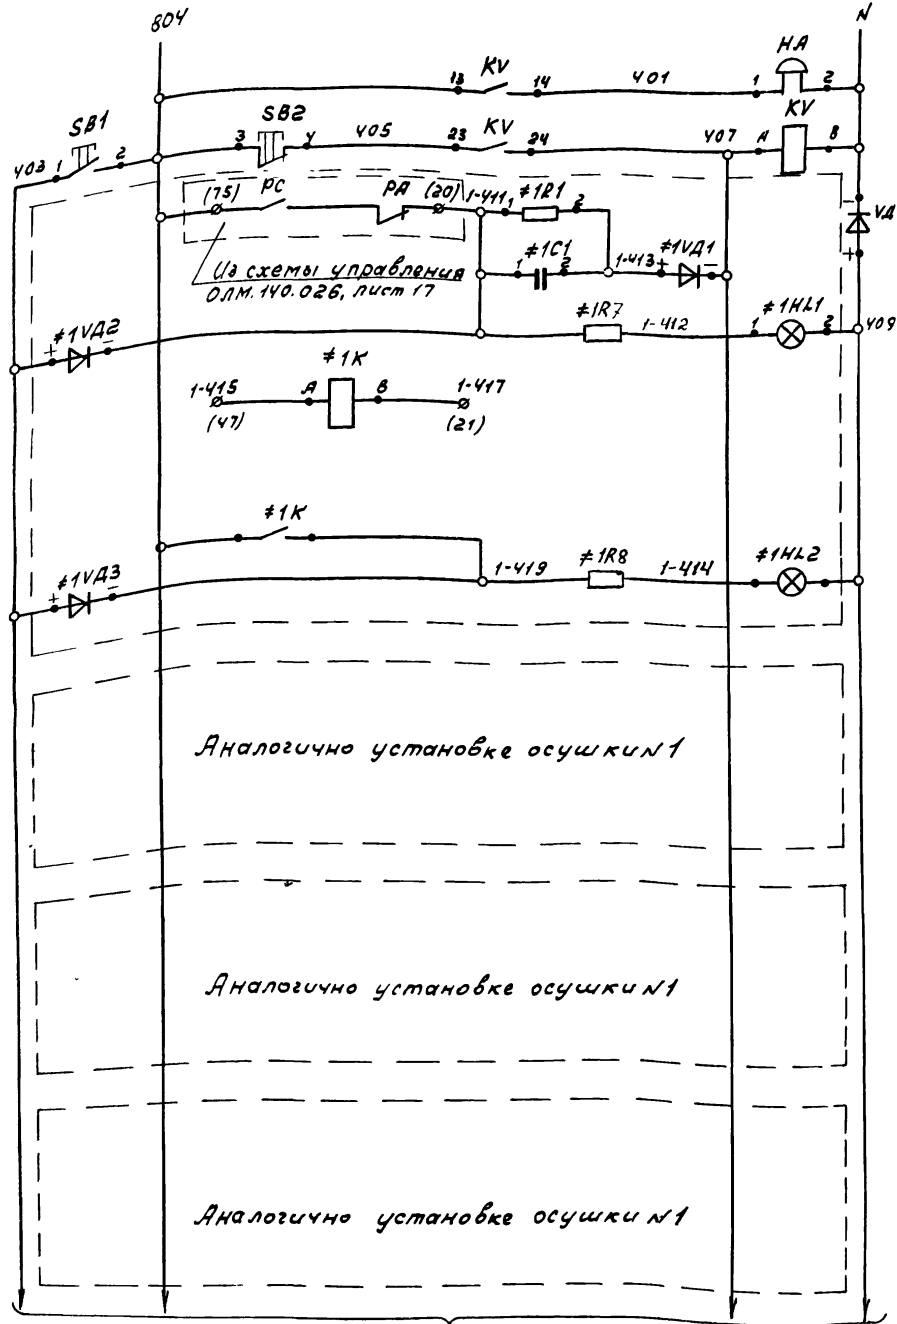 804 N
13 KV 14 401 1 HA 2
403 1 SB1 2 3 SB2 4 405 23 KV 24 407 A KV B
(75) РС РА (20) 1-411 1 ≠1R1 2
VД
- +
Из схемы управления
ОЛМ.140.026, лист 17
1 ≠1C1 2 1-413 + ≠1VД1 -
+ ≠1VД2 - ≠1R7 1-412 1 ≠1HL1 2 409
1-415 A ≠1K B 1-417
(47) (21)
≠1K
+ ≠1VД3 - 1-419 ≠1R8 1-414 ≠1HL2
Аналогично установке осушки N1
Аналогично установке осушки N1
Аналогично установке осушки N1